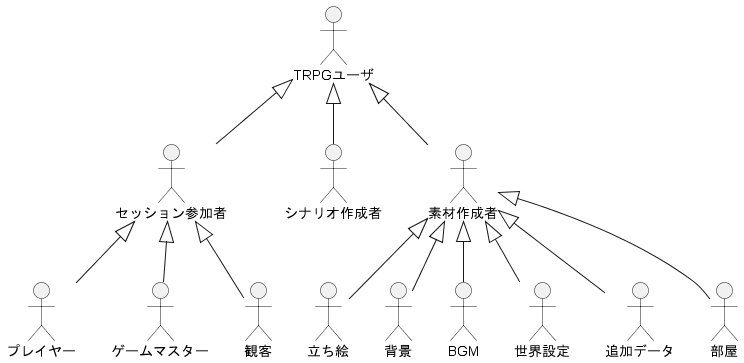 TRPGユーザ
セッション参加者
シナリオ作成者
素材作成者
プレイヤー
ゲームマスター
観客
立ち絵
背景
BGM
世界設定
追加データ
部屋